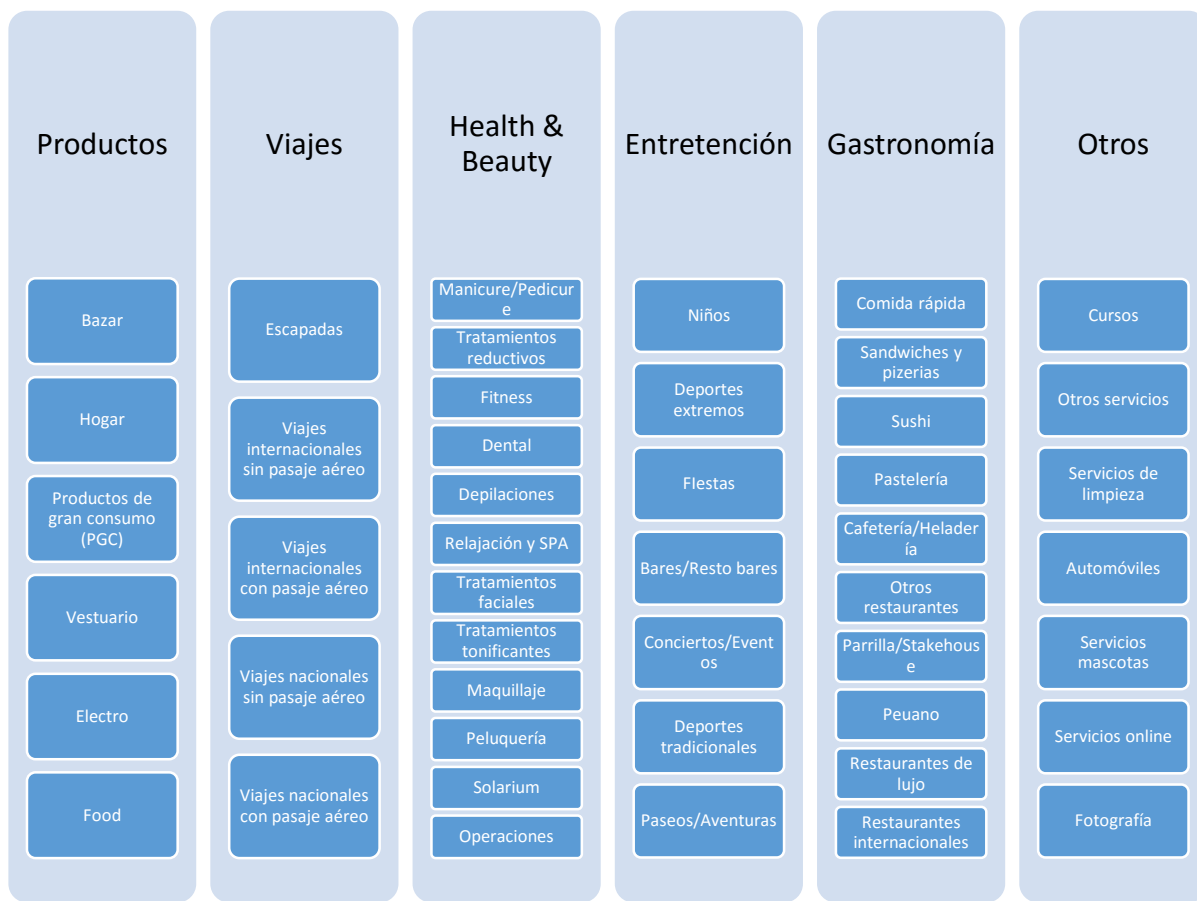 Productos
Bazar
Hogar
Productos de
gran consumo
(PGC)
Vestuario
Electro
Food
Viajes
Escapadas
Viajes
internacionales
sin pasaje aéreo
Viajes
internacionales
con pasaje aéreo
Viajes nacionales
sin pasaje aéreo
Viajes nacionales
con pasaje aéreo
Health &
Beauty
Manicure/Pedicur
e
Tratamientos
reductivos
Fitness
Dental
Depilaciones
Relajación y SPA
Tratamientos
faciales
Tratamientos
tonificantes
Maquillaje
Peluquería
Solarium
Operaciones
Entretención
Niños
Deportes
extremos
FIestas
Bares/Resto bares
Conciertos/Event
os
Deportes
tradicionales
Paseos/Aventuras
Gastronomía
Comida rápida
Sandwiches y
pizerias
Sushi
Pastelería
Cafetería/Helader
ía
Otros
restaurantes
Parrilla/Stakehous
e
Peuano
Restaurantes de
lujo
Restaurantes
internacionales
Otros
Cursos
Otros servicios
Servicios de
limpieza
Automóviles
Servicios
mascotas
Servicios online
Fotografía